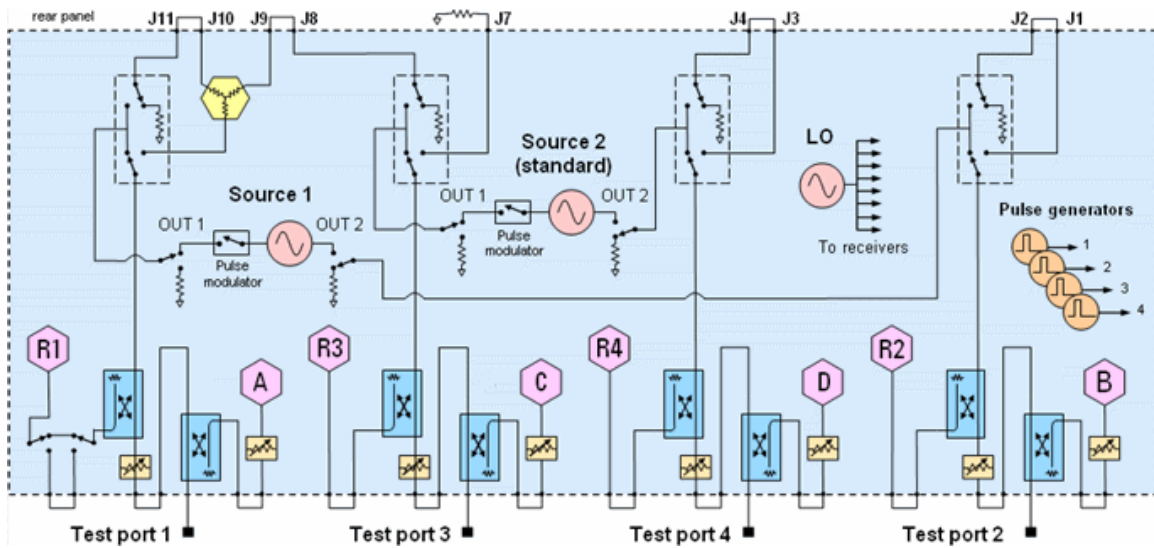 rear panel
J11 J10 J9 J8 J7 J4 J3 J2 J1
Source 1
OUT 1
OUT 2
Pulse
modulator
Source 2
(standard)
OUT 1
OUT 2
Pulse
modulator
LO
To receivers
Pulse generators
1
2
3
4
R1
A
R3
C
R4
D
R2
B
Test port 1
Test port 3
Test port 4
Test port 2